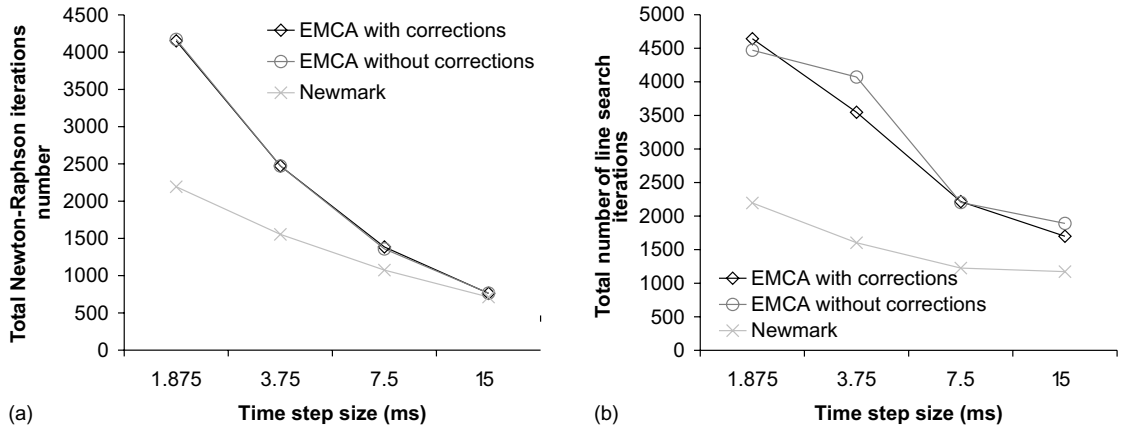 Total Newton-Raphson iterations
number
4500
4000
3500
3000
2500
2000
1500
1000
500
0
EMCA with corrections
EMCA without corrections
Newmark
1.875
3.75
7.5
15
(a)
Time step size (ms)
Total number of line search
iterations
5000
4500
4000
3500
3000
2500
2000
1500
1000
500
0
EMCA with corrections
EMCA without corrections
Newmark
1.875
3.75
7.5
15
(b)
Time step size (ms)